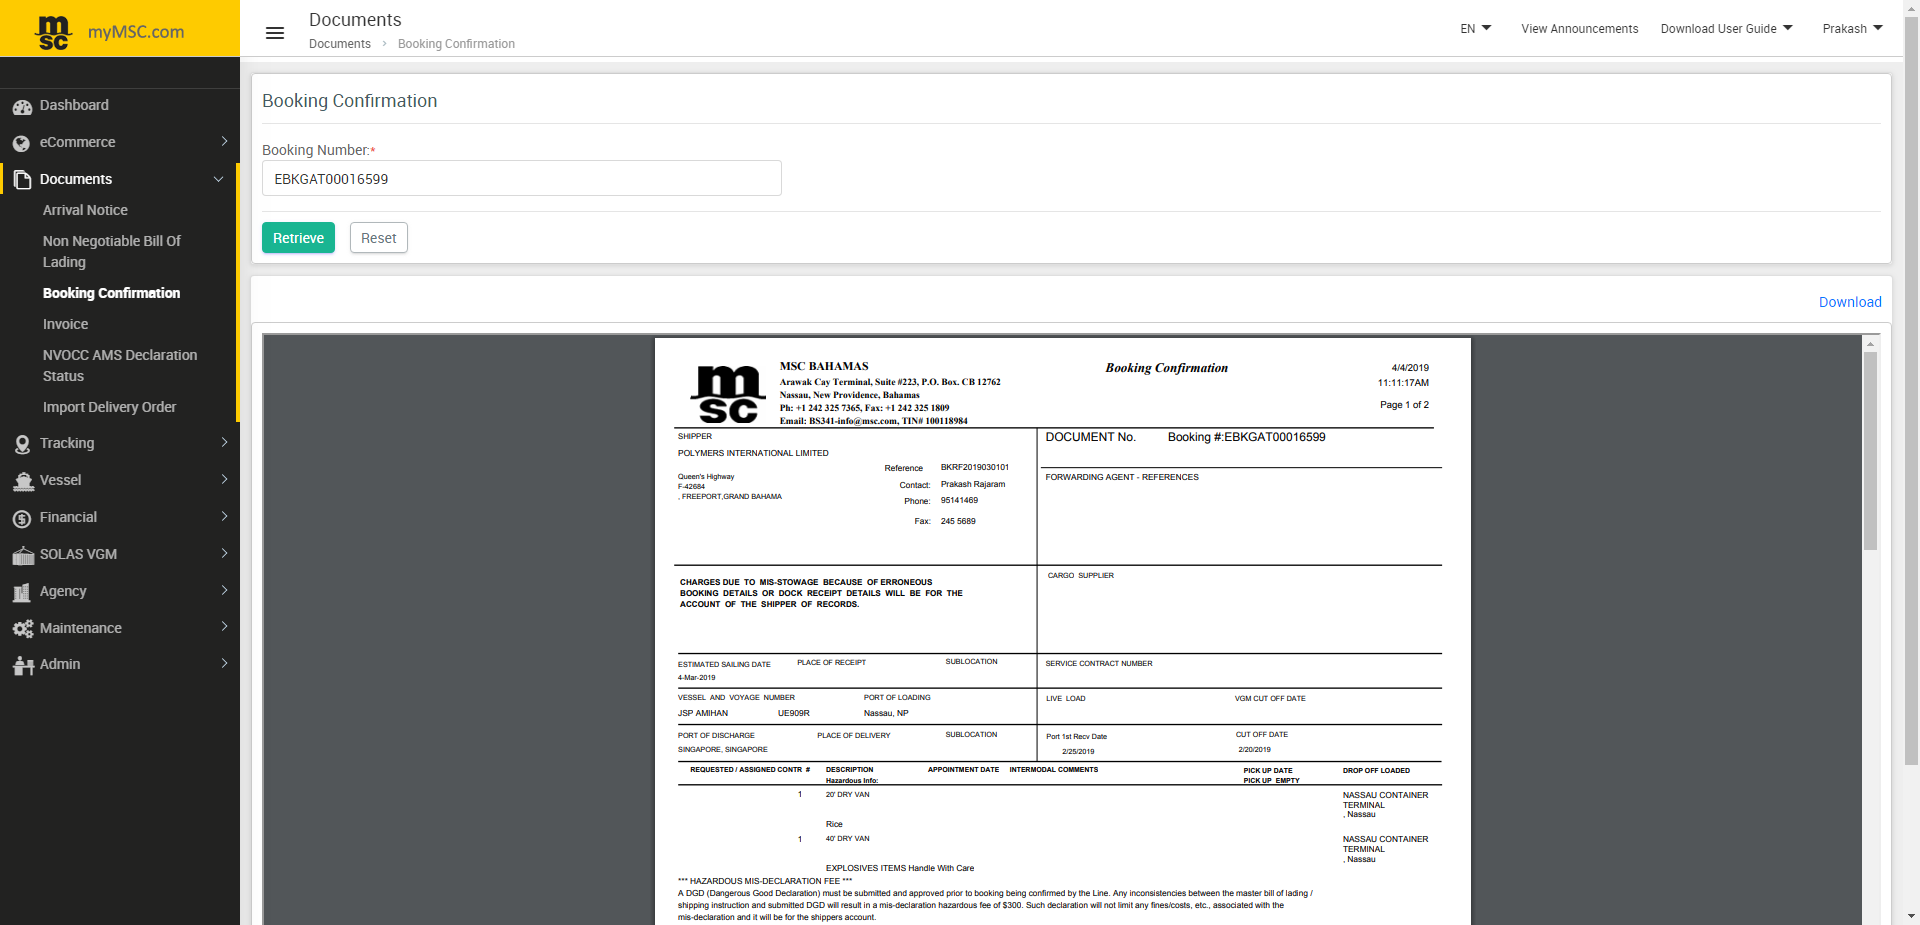 msc myMSC.com
Documents
Documents > Booking Confirmation
EN
View Announcements
Download User Guide
Prakash
Dashboard
eCommerce
Documents
Arrival Notice
Non Negotiable Bill Of
Lading
Booking Confirmation
Invoice
NVOCC AMS Declaration
Status
Import Delivery Order
Tracking
Vessel
Financial
SOLAS VGM
Agency
Maintenance
Admin
Booking Confirmation
Booking Number:*
EBKGAT00016599
Retrieve Reset
Download
msc
MSC BAHAMAS
Arawak Cay Terminal, Suite #223, P.O. Box. CB 12762
Nassau, New Providence, Bahamas
Ph: +1 242 325 7365, Fax: +1 242 325 1809
Email: BS341-info@msc.com, TIN# 100118984
Booking Confirmation
4/4/2019
11:11:17AM
Page 1 of 2
SHIPPER
POLYMERS INTERNATIONAL LIMITED
Queen's Highway
F-42684
, FREEPORT,GRAND BAHAMA
Reference BKRF2019030101
Contact: Prakash Rajaram
Phone: 95141469
Fax: 245 5689
DOCUMENT No. Booking #:EBKGAT00016599
FORWARDING AGENT - REFERENCES
CHARGES DUE TO MIS-STOWAGE BECAUSE OF ERRONEOUS
BOOKING DETAILS OR DOCK RECEIPT DETAILS WILL BE FOR THE
ACCOUNT OF THE SHIPPER OF RECORDS.
CARGO SUPPLIER
ESTIMATED SAILING DATE PLACE OF RECEIPT SUBLOCATION SERVICE CONTRACT NUMBER
4-Mar-2019
VESSEL AND VOYAGE NUMBER PORT OF LOADING LIVE LOAD VGM CUT OFF DATE
JSP AMIHAN UE909R Nassau, NP
PORT OF DISCHARGE PLACE OF DELIVERY SUBLOCATION Port 1st Recv Date CUT OFF DATE
SINGAPORE, SINGAPORE 2/25/2019 2/20/2019
REQUESTED / ASSIGNED CONTR # DESCRIPTION APPOINTMENT DATE INTERMODAL COMMENTS PICK UP DATE DROP OFF LOADED
Hazardous Info: PICK UP EMPTY
1 20' DRY VAN NASSAU CONTAINER
TERMINAL
, Nassau
Rice
1 40' DRY VAN NASSAU CONTAINER
TERMINAL
, Nassau
EXPLOSIVES ITEMS Handle With Care
*** HAZARDOUS MIS-DECLARATION FEE ***
A DGD (Dangerous Good Declaration) must be submitted and approved prior to booking being confirmed by the Line. Any inconsistencies between the master bill of lading /
shipping instruction and submitted DGD will result in a mis-declaration hazardous fee of $300. Such declaration will not limit any fines/costs, etc., associated with the
mis-declaration and it will be for the shippers account.